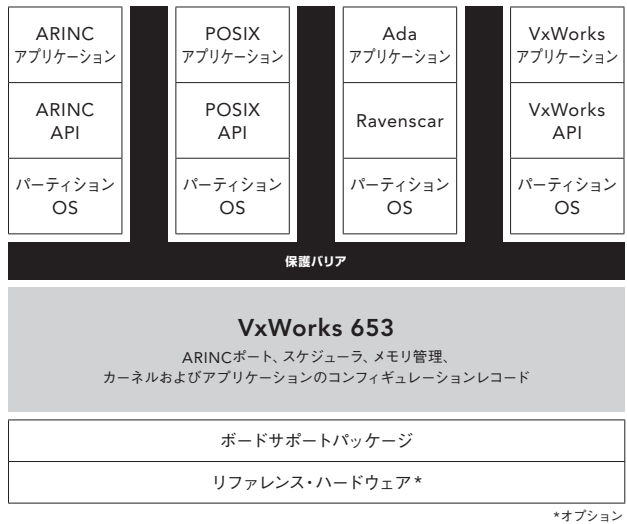 ARINC
アプリケーション
POSIX
アプリケーション
Ada
アプリケーション
VxWorks
アプリケーション
ARINC
API
POSIX
API
Ravenscar
VxWorks
API
パーティション
OS
パーティション
OS
パーティション
OS
パーティション
OS
保護バリア
VxWorks 653
ARINCポート、スケジューラ、メモリ管理、
カーネルおよびアプリケーションのコンフィギュレーションレコード
ボードサポートパッケージ
リファレンス・ハードウェア*
*オプション